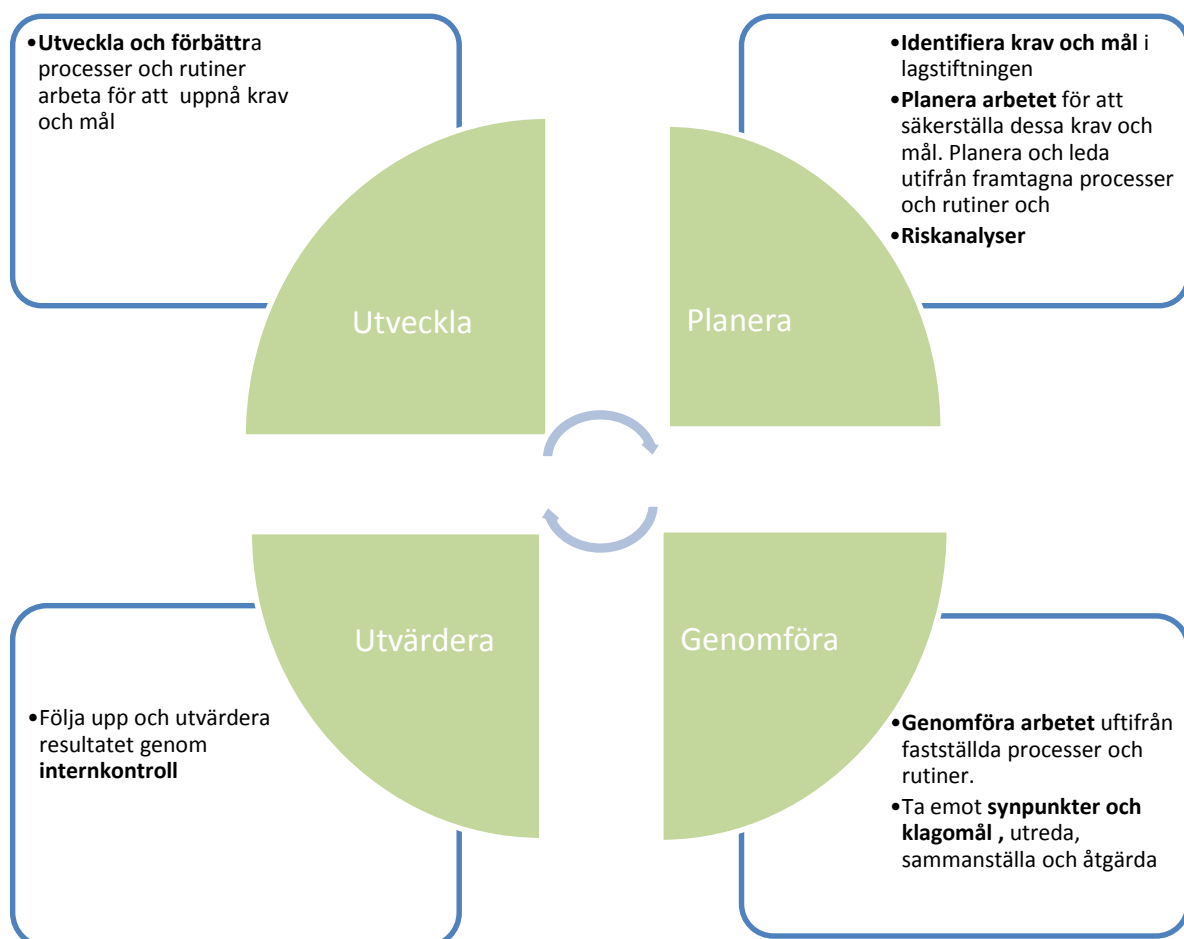 •Utveckla och förbättra
processer och rutiner
arbeta för att uppnå krav
och mål
•Identifiera krav och mål i
lagstiftningen
•Planera arbetet för att
säkerställa dessa krav och
mål. Planera och leda
utifrån framtagna processer
och rutiner och
•Riskanalyser
Utveckla
Planera
Utvärdera
Genomföra
•Följa upp och utvärdera
resultatet genom
internkontroll
•Genomföra arbetet uftifrån
fastställda processer och
rutiner.
•Ta emot synpunkter och
klagomål , utreda,
sammanställa och åtgärda